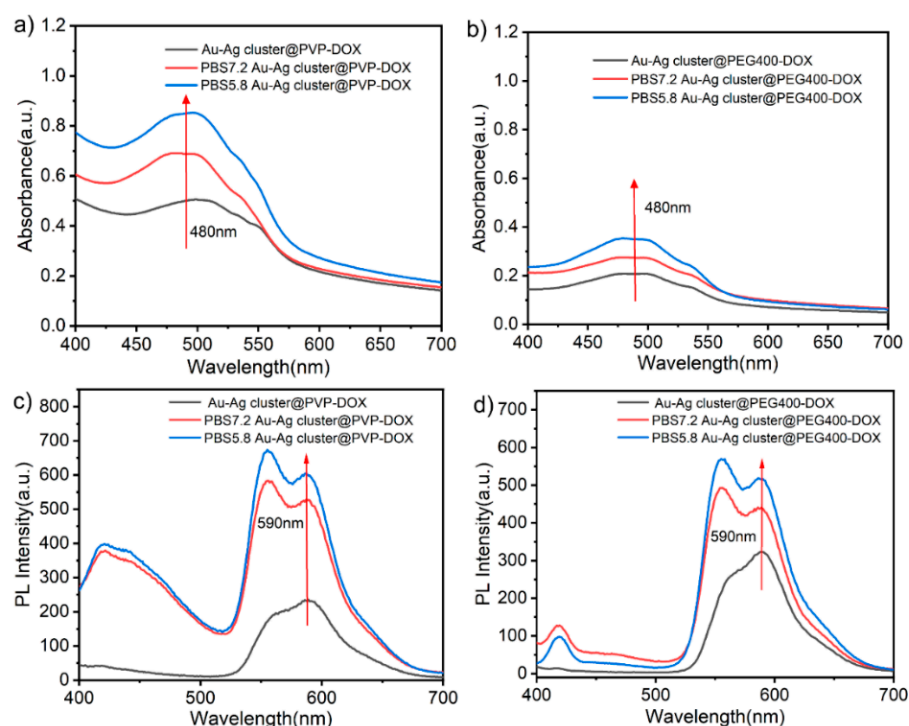 a)
1.2
1.0
0.8
0.6
0.4
0.2
0.0
Absorbance(a.u.)
Au-Ag cluster@PVP-DOX
PBS7.2 Au-Ag cluster@PVP-DOX
PBS5.8 Au-Ag cluster@PVP-DOX
480nm
400 450 500 550 600 650 700
Wavelength(nm)
b)
1.2
1.0
0.8
0.6
0.4
0.2
0.0
Absorbance(a.u.)
Au-Ag cluster@PEG400-DOX
PBS7.2 Au-Ag cluster@PEG400-DOX
PBS5.8 Au-Ag cluster@PEG400-DOX
480nm
400 450 500 550 600 650 700
Wavelength(nm)
c)
800
700
600
500
400
300
200
100
0
PL Intensity(a.u.)
Au-Ag cluster@PVP-DOX
PBS7.2 Au-Ag cluster@PVP-DOX
PBS5.8 Au-Ag cluster@PVP-DOX
590nm
400 500 600 700
Wavelength(nm)
d)
700
600
500
400
300
200
100
0
PL Intensity(a.u.)
Au-Ag cluster@PEG400-DOX
PBS7.2 Au-Ag cluster@PEG400-DOX
PBS5.8 Au-Ag cluster@PEG400-DOX
590nm
400 500 600 700
Wavelength(nm)